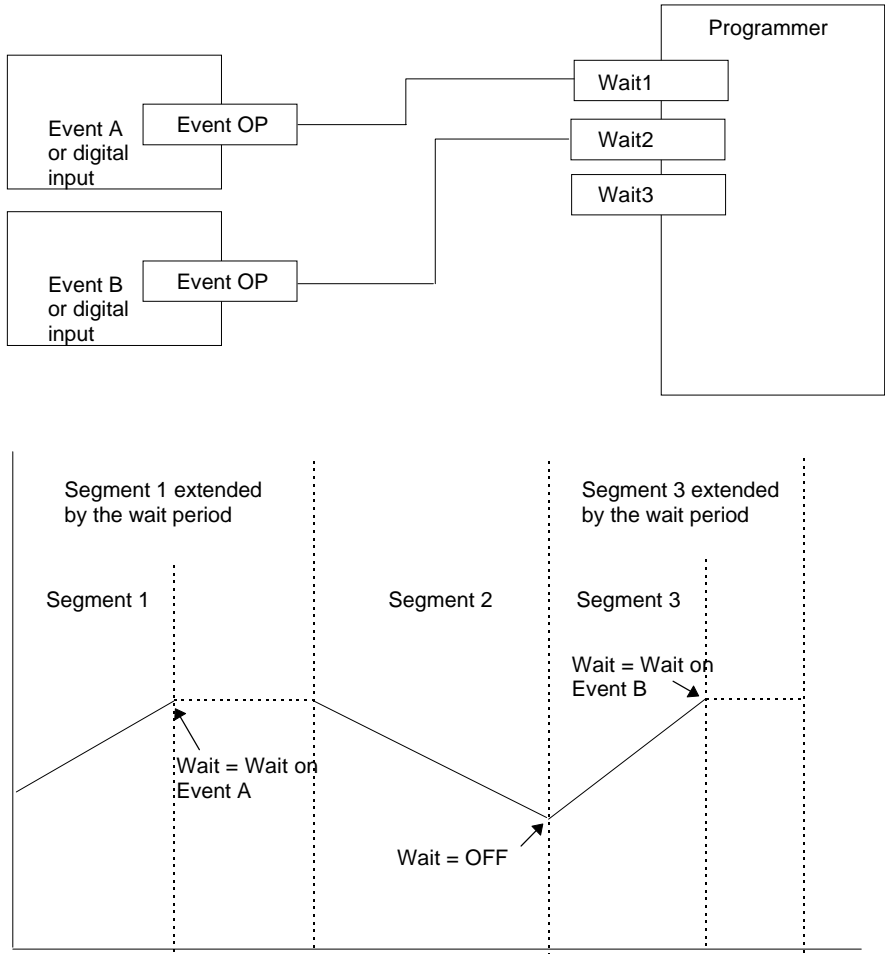 Programmer
Wait1
Event A
or digital
input
Event OP
Wait2
Wait3
Event B
or digital
input
Event OP
Segment 1 extended
by the wait period
Segment 3 extended
by the wait period
Segment 1
Segment 2
Segment 3
Wait = Wait on
Event B
Wait = Wait on
Event A
Wait = OFF